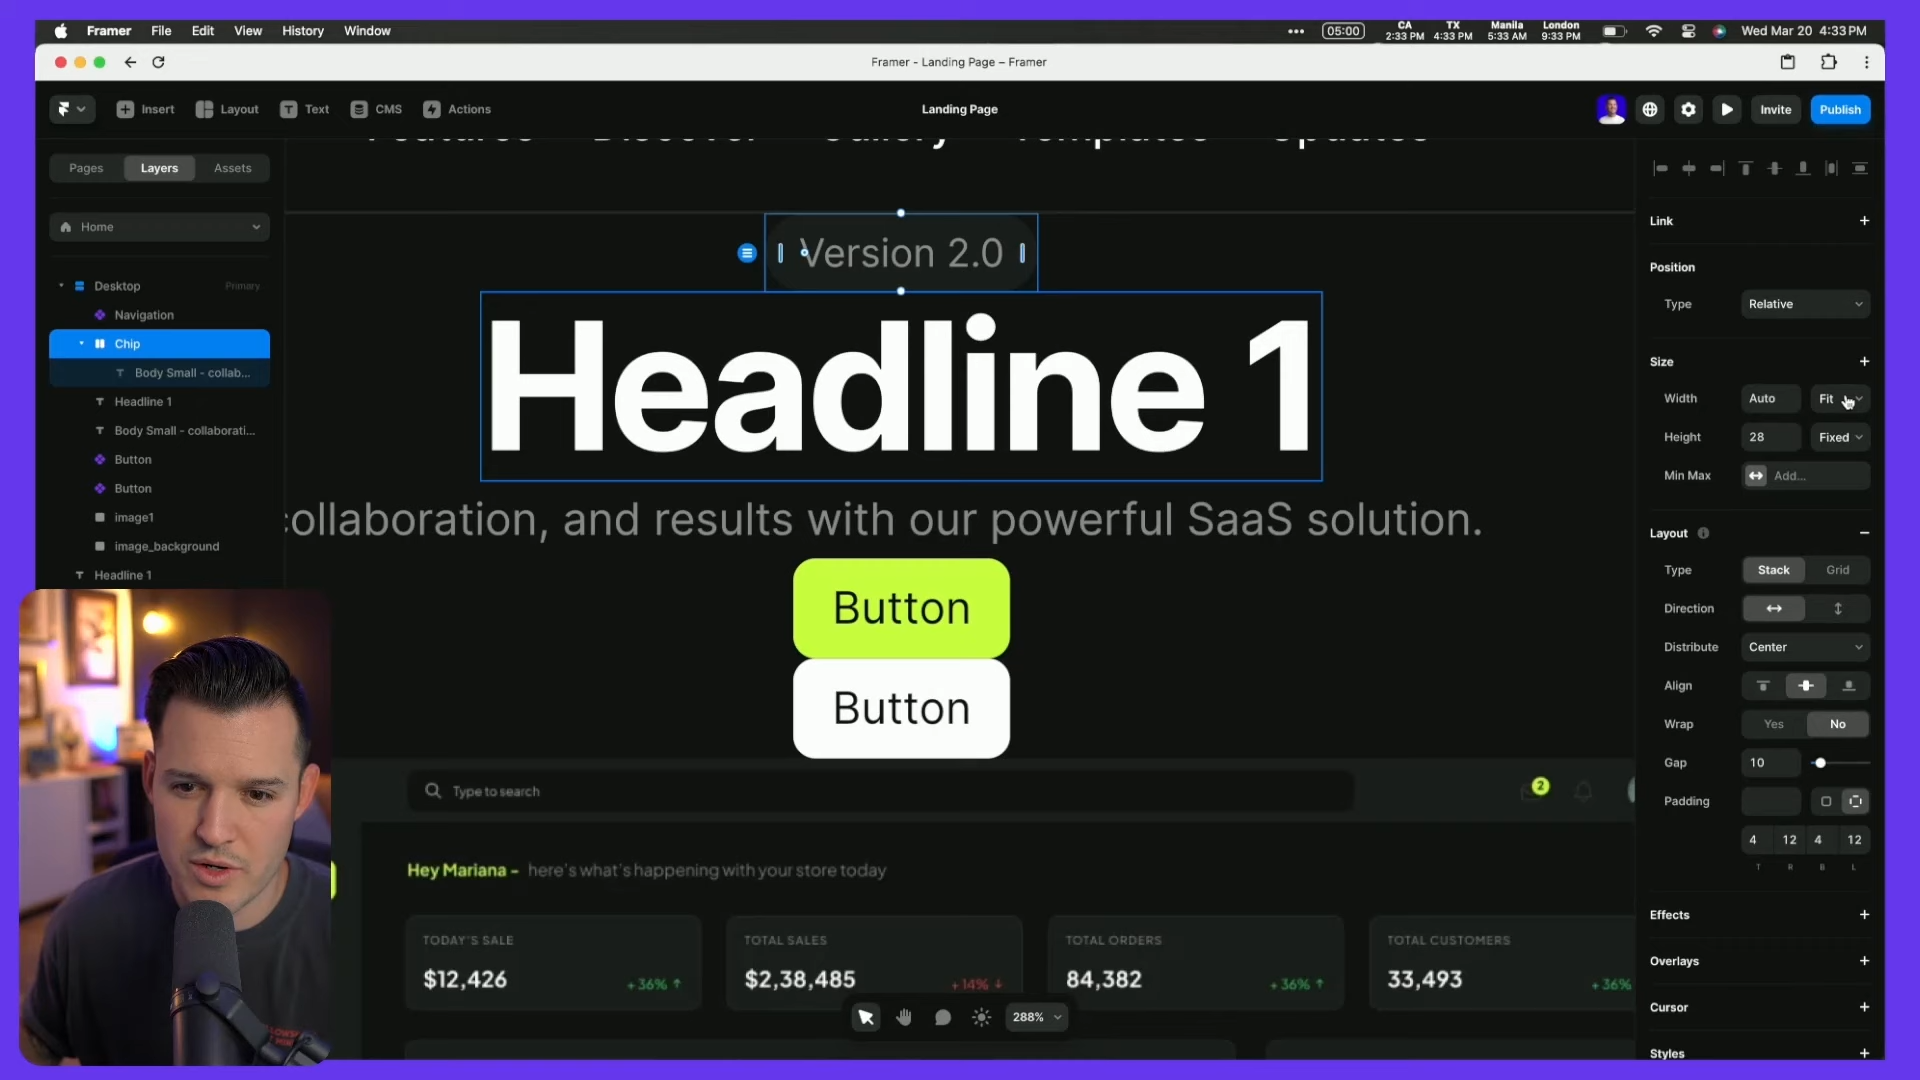 Framer File Edit View History Window
05:00
CA
2:33 PM
TX
4:33 PM
Manila
5:33 AM
London
9:33 PM
Wed Mar 20 4:33 PM
Framer - Landing Page – Framer
Insert Layout Text CMS Actions
Landing Page
Invite Publish
Pages Layers Assets
Home
Desktop Primary
Navigation
Chip
Body Small - collab...
Headline 1
Body Small - collaborati...
Button
Button
image1
image_background
Headline 1
Features Discover Gallery Templates Updates
Version 2.0
Headline 1
collaboration, and results with our powerful SaaS solution.
Button
Button
Type to search
2
Hey Mariana - here's what's happening with your store today
TODAY'S SALE
$12,426 +36% ↑
TOTAL SALES
$2,38,485 +14% ↓
TOTAL ORDERS
84,382 +36% ↑
TOTAL CUSTOMERS
33,493 +36%
288%
Link
Position
Type Relative
Size
Width Auto Fit
Height 28 Fixed
Min Max Add...
Layout
Type Stack Grid
Direction
Distribute Center
Align
Wrap Yes No
Gap 10
Padding
4 12 4 12
T R B L
Effects
Overlays
Cursor
Styles